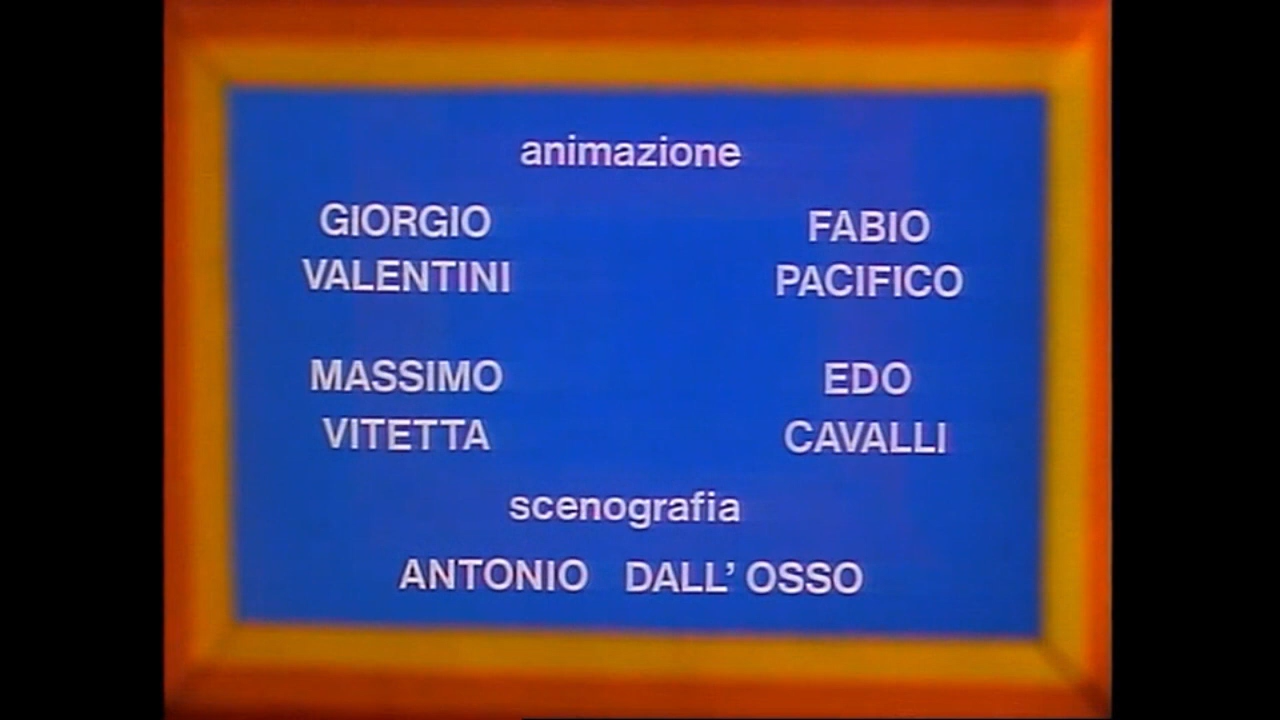 animazione
GIORGIO
VALENTINI
FABIO
PACIFICO
MASSIMO
VITETTA
EDO
CAVALLI
scenografia
ANTONIO DALL' OSSO